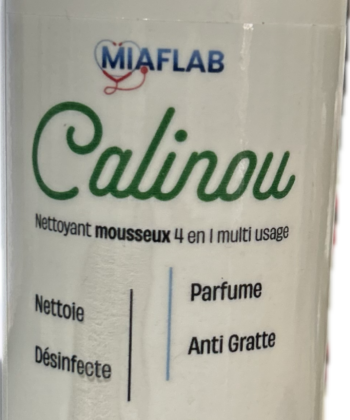 MIAFLAB
Calinou
Nettoyant mousseux 4 en 1 multi usage
Nettoie
Désinfecte
Parfume
Anti Gratte